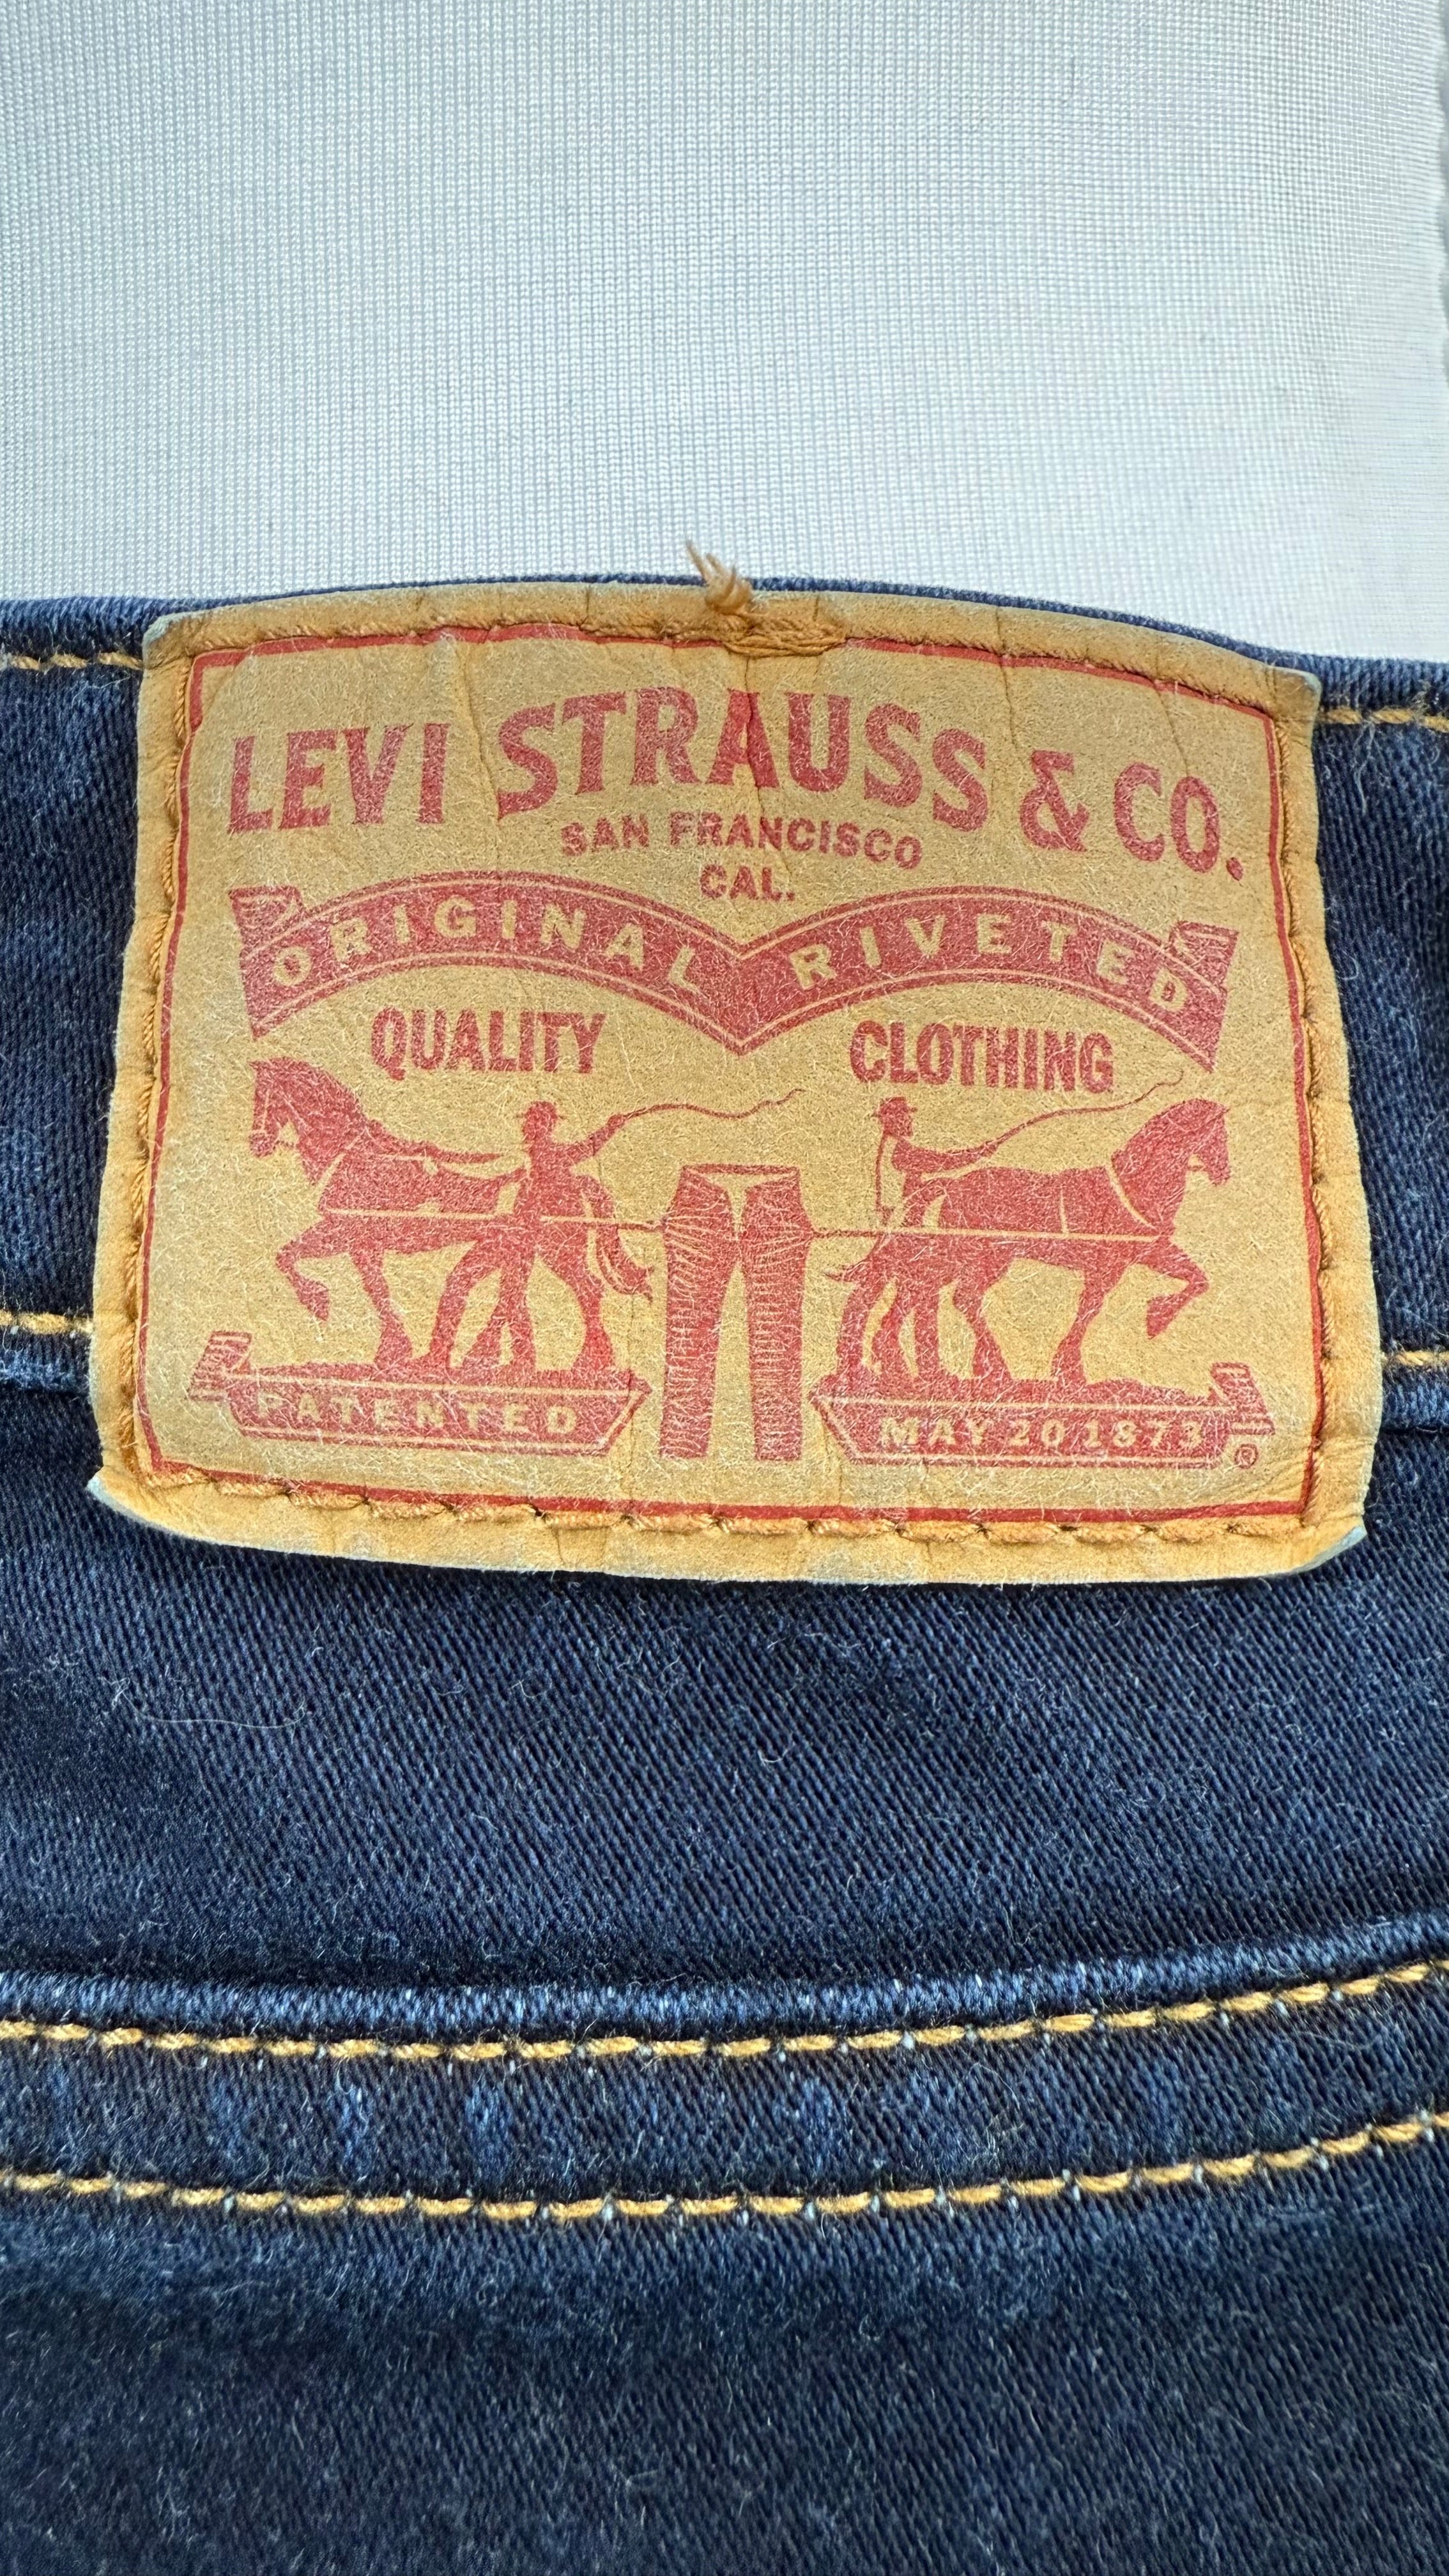 LEVI STRAUSS & CO.
SAN FRANCISCO
CAL.
ORIGINAL RIVETED
QUALITY CLOTHING
PATENTED MAY 20 1873 ®